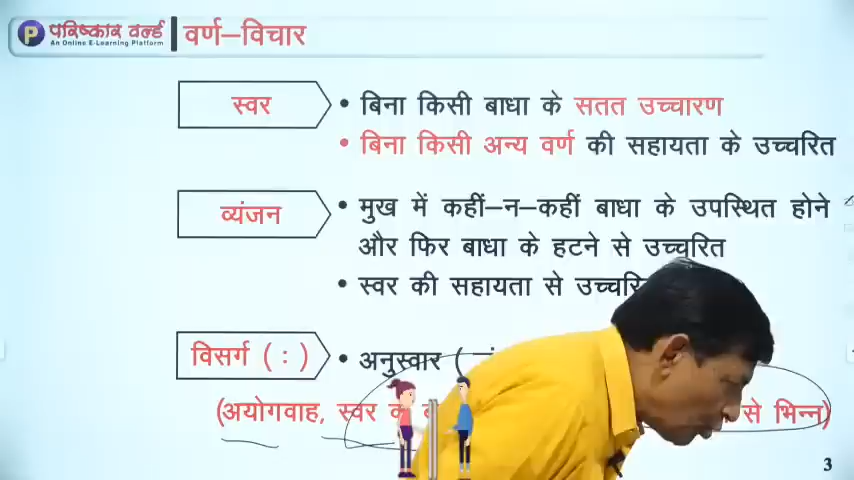 परिष्कार वर्ल्ड
An Online E-Learning Platform
वर्ण–विचार
स्वर
• बिना किसी बाधा के सतत उच्चारण
• बिना किसी अन्य वर्ण की सहायता के उच्चरित
व्यंजन
• मुख में कहीं–न–कहीं बाधा के उपस्थित होने
और फिर बाधा के हटने से उच्चरित
• स्वर की सहायता से
विसर्ग ( : )
• अनुस्वार (
(अयोगवाह, स्वर
से भिन्न)
3